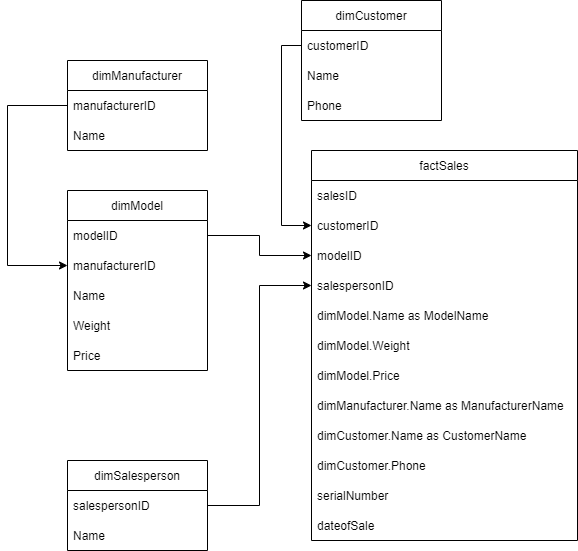 dimCustomer
customerID
Name
Phone
dimManufacturer
manufacturerID
Name
dimModel
modelID
manufacturerID
Name
Weight
Price
factSales
salesID
customerID
modelID
salespersonID
dimModel.Name as ModelName
dimModel.Weight
dimModel.Price
dimManufacturer.Name as ManufacturerName
dimCustomer.Name as CustomerName
dimCustomer.Phone
serialNumber
dateofSale
dimSalesperson
salespersonID
Name